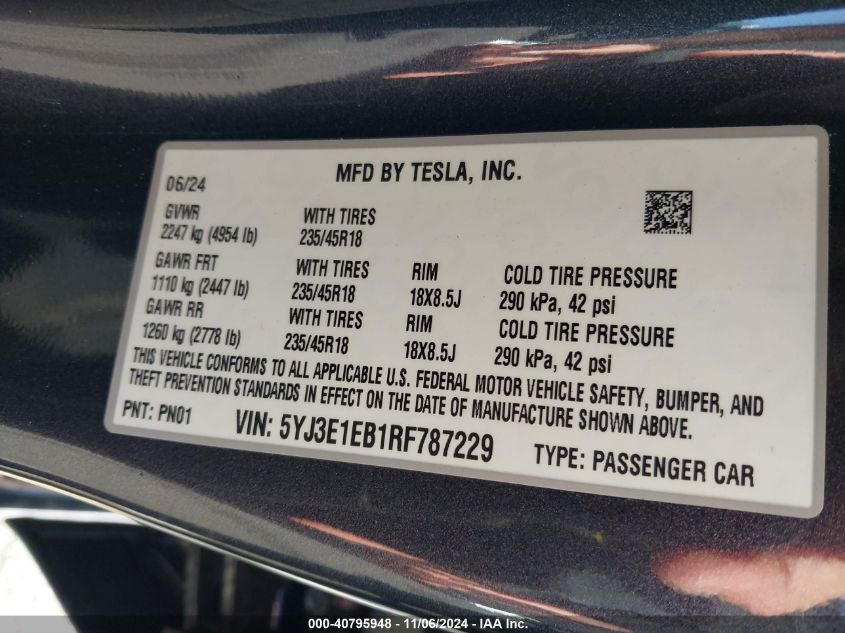 MFD BY TESLA, INC.
06/24
GVWR
2247 kg (4954 lb)
WITH TIRES
235/45R18
GAWR FRT
1110 kg (2447 lb)
WITH TIRES
235/45R18
RIM
18X8.5J
COLD TIRE PRESSURE
290 kPa, 42 psi
GAWR RR
1260 kg (2778 lb)
WITH TIRES
235/45R18
RIM
18X8.5J
COLD TIRE PRESSURE
290 kPa, 42 psi
THIS VEHICLE CONFORMS TO ALL APPLICABLE U.S. FEDERAL MOTOR VEHICLE SAFETY, BUMPER, AND
THEFT PREVENTION STANDARDS IN EFFECT ON THE DATE OF MANUFACTURE SHOWN ABOVE.
PNT: PN01 VIN: 5YJ3E1EB1RF787229 TYPE: PASSENGER CAR
000-40795948 - 11/06/2024 - IAA Inc.